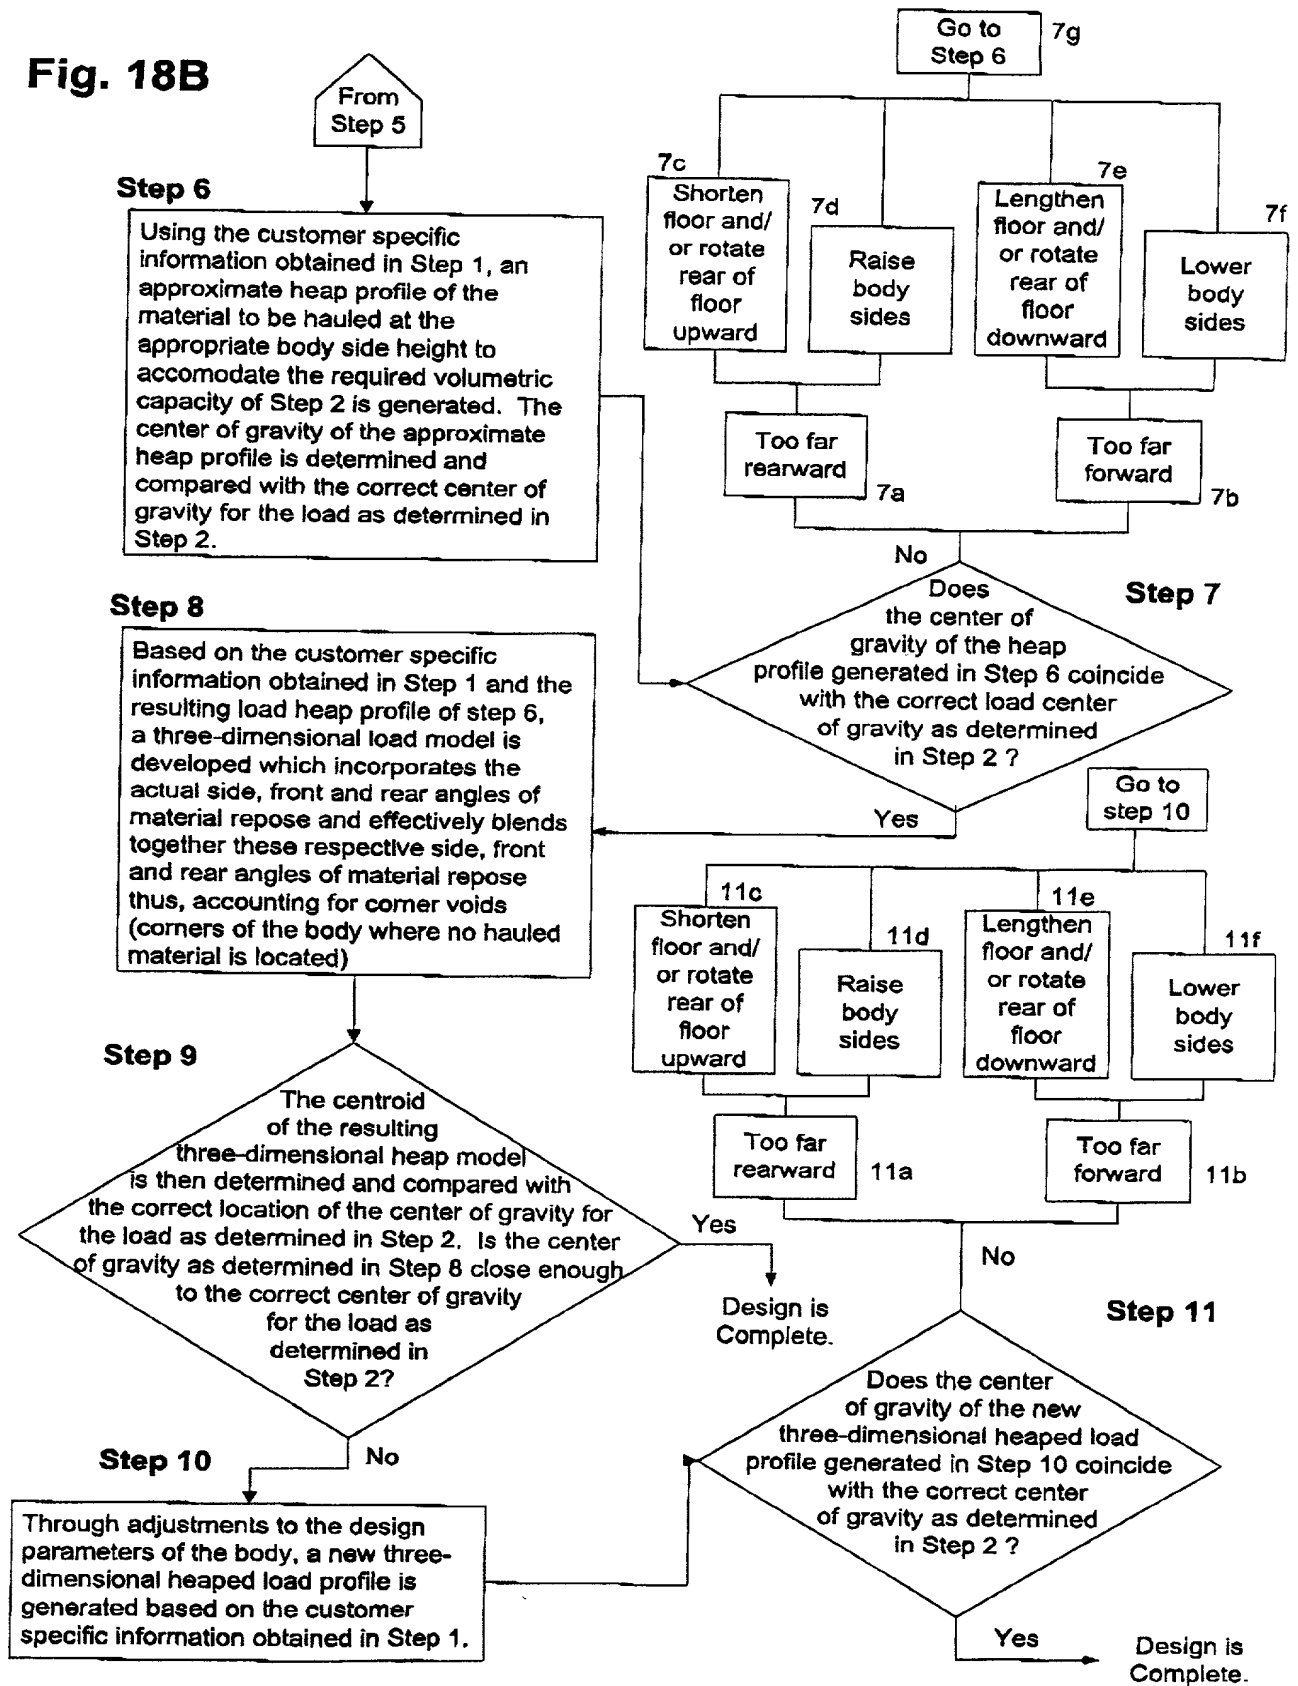 Fig. 18B
From
Step 5
Step 6
Using the customer specific
information obtained in Step 1, an
approximate heap profile of the
material to be hauled at the
appropriate body side height to
accomodate the required volumetric
capacity of Step 2 is generated. The
center of gravity of the approximate
heap profile is determined and
compared with the correct center of
gravity for the load as determined in
Step 2.
Go to
Step 6
7g
7c
Shorten
floor and/
or rotate
rear of
floor
upward
7d
Raise
body
sides
7e
Lengthen
floor and/
or rotate
rear of
floor
downward
7f
Lower
body
sides
Too far
rearward
7a
Too far
forward
7b
No
Step 7
Does
the center of
gravity of the heap
profile generated in Step 6 coincide
with the correct load center
of gravity as determined
in Step 2 ?
Yes
Step 8
Based on the customer specific
information obtained in Step 1 and the
resulting load heap profile of step 6,
a three-dimensional load model is
developed which incorporates the
actual side, front and rear angles of
material repose and effectively blends
together these respective side, front
and rear angles of material repose
thus, accounting for corner voids
(corners of the body where no hauled
material is located)
Step 9
The centroid
of the resulting
three-dimensional heap model
is then determined and compared with
the correct location of the center of gravity for
the load as determined in Step 2. Is the center
of gravity as determined in Step 8 close enough
to the correct center of gravity
for the load as
determined in
Step 2?
Yes
Design is
Complete.
No
Step 10
Through adjustments to the design
parameters of the body, a new three-
dimensional heaped load profile is
generated based on the customer
specific information obtained in Step 1.
Go to
step 10
11c
Shorten
floor and/
or rotate
rear of
floor
upward
11d
Raise
body
sides
11e
Lengthen
floor and/
or rotate
rear of
floor
downward
11f
Lower
body
sides
Too far
rearward
11a
Too far
forward
11b
No
Step 11
Does the center
of gravity of the new
three-dimensional heaped load
profile generated in Step 10 coincide
with the correct center
of gravity as determined
in Step 2 ?
Yes
Design is
Complete.